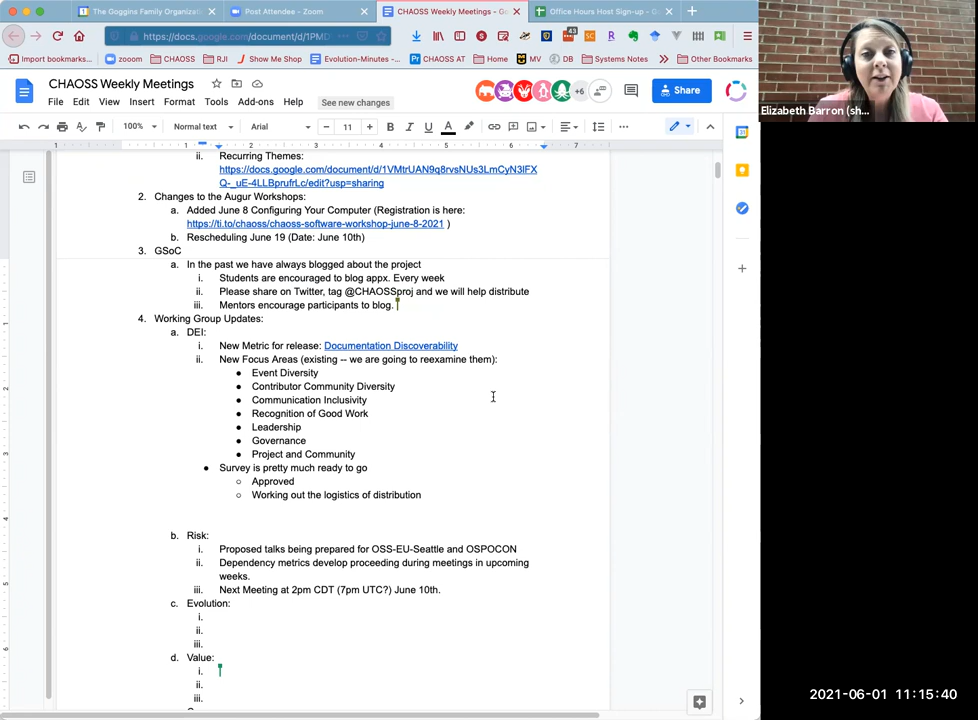 The Goggins Family Organizati
Post Attendee - Zoom
CHAOSS Weekly Meetings - Go
Office Hours Host Sign-up - Go
https://docs.google.com/document/d/1PMD
Import bookmarks...
zooom
CHAOSS
RJI
Show Me Shop
Evolution-Minutes -...
CHAOSS AT
Home
MV
DB
Systems Notes
Other Bookmarks
CHAOSS Weekly Meetings
File Edit View Insert Format Tools Add-ons Help
See new changes
+6
Share
100%
Normal text
Arial
11
B I U A
ii. Recurring Themes:
https://docs.google.com/document/d/1VMtrUAN9q8rvsNUs3LmCyN3IFX
Q-_uE-4LLBprufrLc/edit?usp=sharing
2. Changes to the Augur Workshops:
a. Added June 8 Configuring Your Computer (Registration is here:
https://ti.to/chaoss/chaoss-software-workshop-june-8-2021 )
b. Rescheduling June 19 (Date: June 10th)
3. GSoC
a. In the past we have always blogged about the project
i. Students are encouraged to blog appx. Every week
ii. Please share on Twitter, tag @CHAOSSproj and we will help distribute
iii. Mentors encourage participants to blog.
4. Working Group Updates:
a. DEI:
i. New Metric for release: Documentation Discoverability
ii. New Focus Areas (existing -- we are going to reexamine them):
● Event Diversity
● Contributor Community Diversity
● Communication Inclusivity
● Recognition of Good Work
● Leadership
● Governance
● Project and Community
● Survey is pretty much ready to go
○ Approved
○ Working out the logistics of distribution
b. Risk:
i. Proposed talks being prepared for OSS-EU-Seattle and OSPOCON
ii. Dependency metrics develop proceeding during meetings in upcoming
weeks.
iii. Next Meeting at 2pm CDT (7pm UTC?) June 10th.
c. Evolution:
i.
ii.
iii.
d. Value:
i.
ii.
iii.
Elizabeth Barron (sh...
2021-06-01 11:15:40